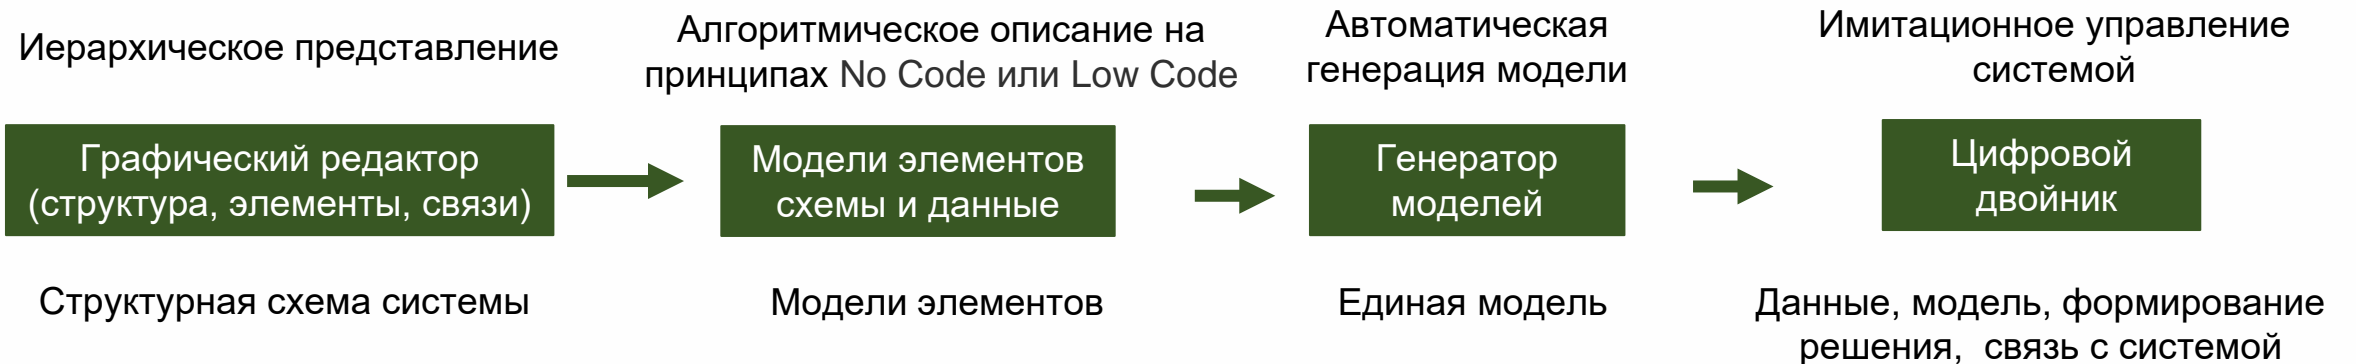 Иерархическое представление
Алгоритмическое описание на
принципах No Code или Low Code
Автоматическая
генерация модели
Имитационное управление
системой
Графический редактор
(структура, элементы, связи)
Модели элементов
схемы и данные
Генератор
моделей
Цифровой
двойник
Структурная схема системы
Модели элементов
Единая модель
Данные, модель, формирование
решения, связь с системой